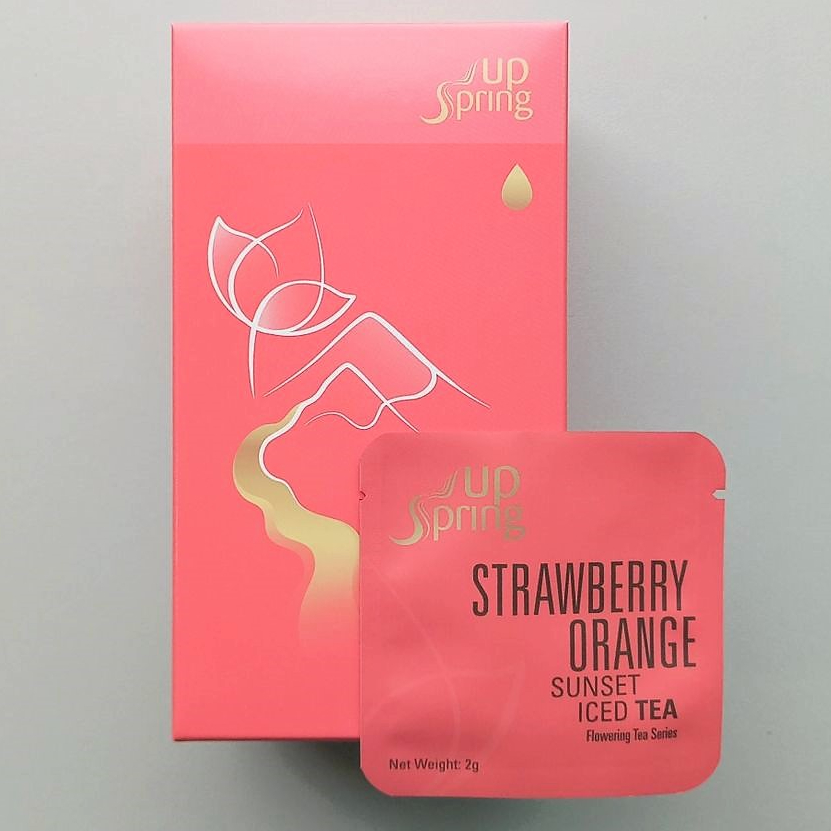 up
Spring
up
Spring
STRAWBERRY
ORANGE
SUNSET
ICED TEA
Flowering Tea Series
Net Weight: 2g